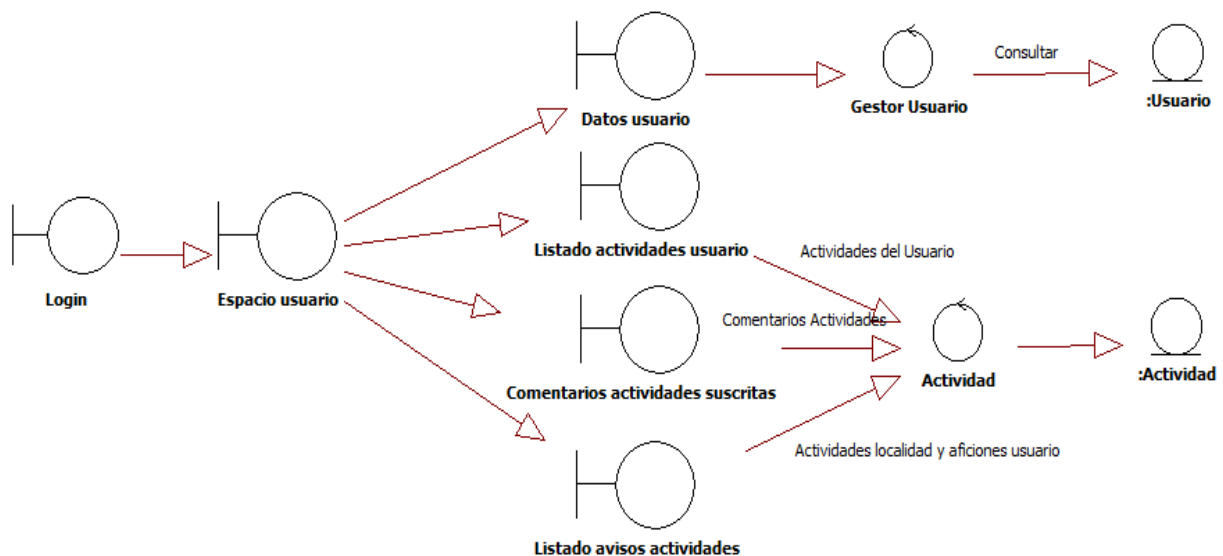 Consultar
Datos usuario
Gestor Usuario
:Usuario
Listado actividades usuario
Actividades del Usuario
Login
Espacio usuario
Comentarios Actividades
Comentarios actividades suscritas
Actividad
:Actividad
Actividades localidad y aficiones usuario
Listado avisos actividades